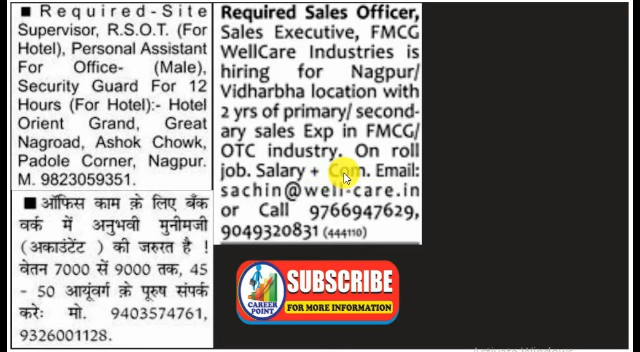 ■ Required-Site
Supervisor, R.S.O.T. (For
Hotel), Personal Assistant
For Office- (Male),
Security Guard For 12
Hours (For Hotel):- Hotel
Orient Grand, Great
Nagroad, Ashok Chowk,
Padole Corner, Nagpur.
M. 9823059351.
■ ऑफिस काम के लिए बँक
वर्क में अनुभवी मुनीमजी
(अकाउंटेंट ) की जरुरत है !
वेतन 7000 सें 9000 तक, 45
- 50 आयूंवर्ग के पूरूष संपर्क
करेः मो. 9403574761,
9326001128.
Required Sales Officer,
Sales Executive, FMCG
WellCare Industries is
hiring for Nagpur/
Vidharbha location with
2 yrs of primary/ second-
ary sales Exp in FMCG/
OTC industry. On roll
job. Salary + Com. Email:
sachin@well-care.in
or Call 9766947629,
9049320831 (444110)
CAREER
POINT
SUBSCRIBE
FOR MORE INFORMATION